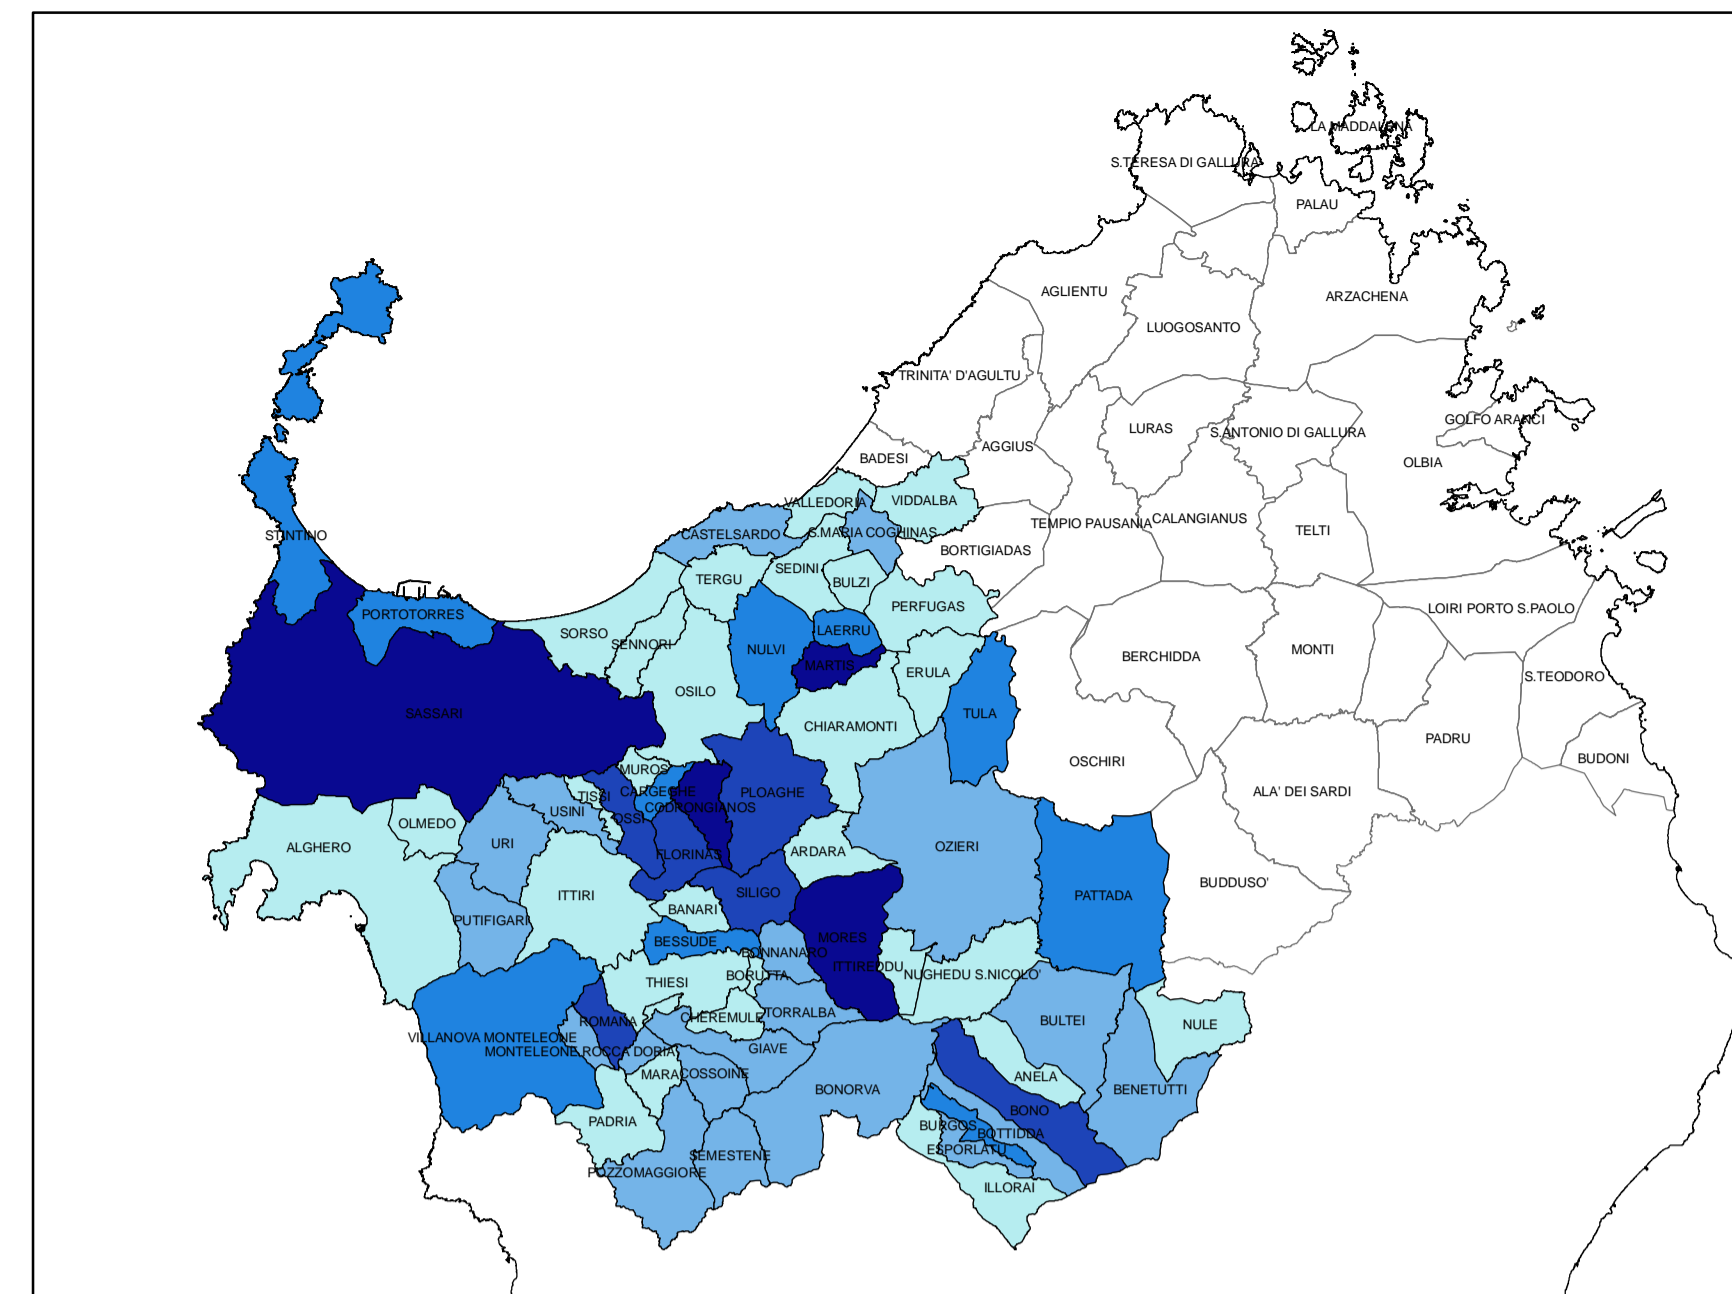 LA MADDALENA
S.TERESA DI GALLURA
PALAU
AGLIENTU
ARZACHENA
LUOGOSANTO
TRINITA' D'AGULTU
GOLFO ARANCI
LURAS
S.ANTONIO DI GALLURA
AGGIUS
BADESI
OLBIA
VALLEDORIA
VIDDALBA
CALANGIANUS
TEMPIO PAUSANIA
TELTI
STINTINO
CASTELSARDO
S.MARIA COGHINAS
BORTIGIADAS
SEDINI
TERGU
BULZI
PERFUGAS
LOIRI PORTO S.PAOLO
PORTOTORRES
SORSO
LAERRU
SENNORI
NULVI
MONTI
BERCHIDDA
MARTIS
ERULA
S.TEODORO
OSILO
SASSARI
TULA
CHIARAMONTI
PADRU
BUDONI
OSCHIRI
MUROS
CARGEGHE
PLOAGHE
ALA' DEI SARDI
TISSI
CODRONGIANOS
USINI
OSSI
OLMEDO
URI
ALGHERO
OZIERI
ARDARA
FLORINAS
BUDDUSO'
SILIGO
ITTIRI
PATTADA
BANARI
PUTIFIGARI
MORES
BESSUDE
BONNANARO
ITTIREDDU
NUGHEDU S.NICOLO'
BORUTTA
THIESI
TORRALBA
CHEREMULE
ROMANA
BULTEI
NULE
VILLANOVA MONTELEONE
GIAVE
MONTELEONE ROCCA DORIA
MARA
COSSOINE
ANELA
BONORVA
BENETUTTI
BONO
PADRIA
BURGOS
BOTTIDDA
ESPORLATU
SEMESTENE
POZZOMAGGIORE
ILLORAI